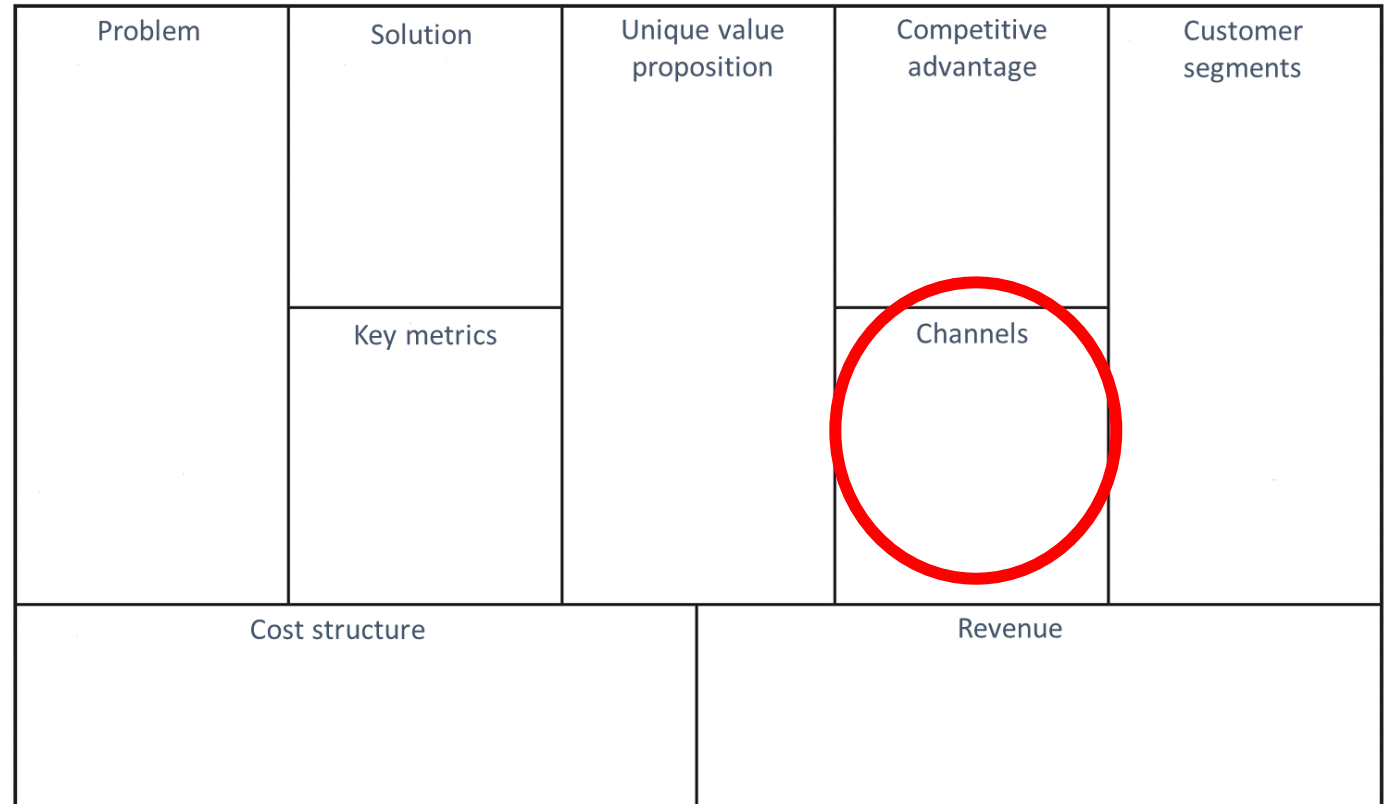 Problem
Solution
Unique value
proposition
Competitive
advantage
Customer
segments
Key metrics
Channels
Cost structure
Revenue